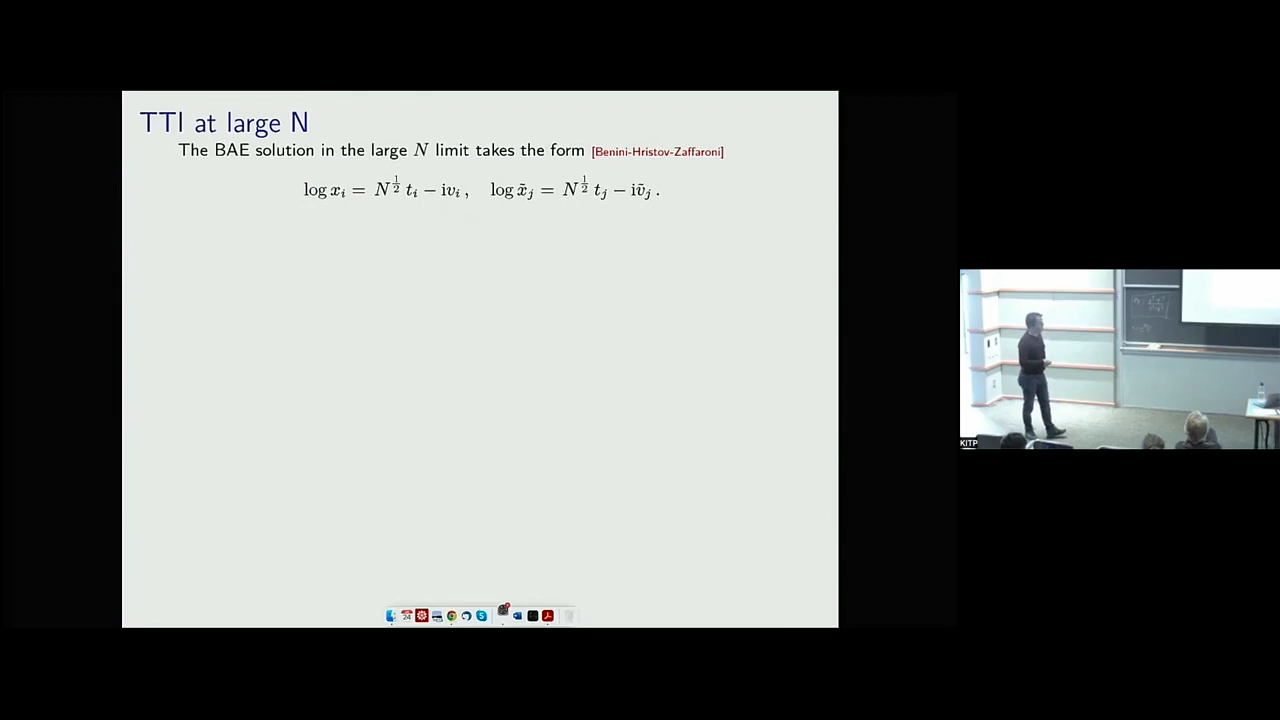 TTI at large N
The BAE solution in the large N limit takes the form [Benini-Hristov-Zaffaroni]
log x_i = N^{1/2} t_i − iv_i ,   log x̃_j = N^{1/2} t_j − iṽ_j .
24
KITP